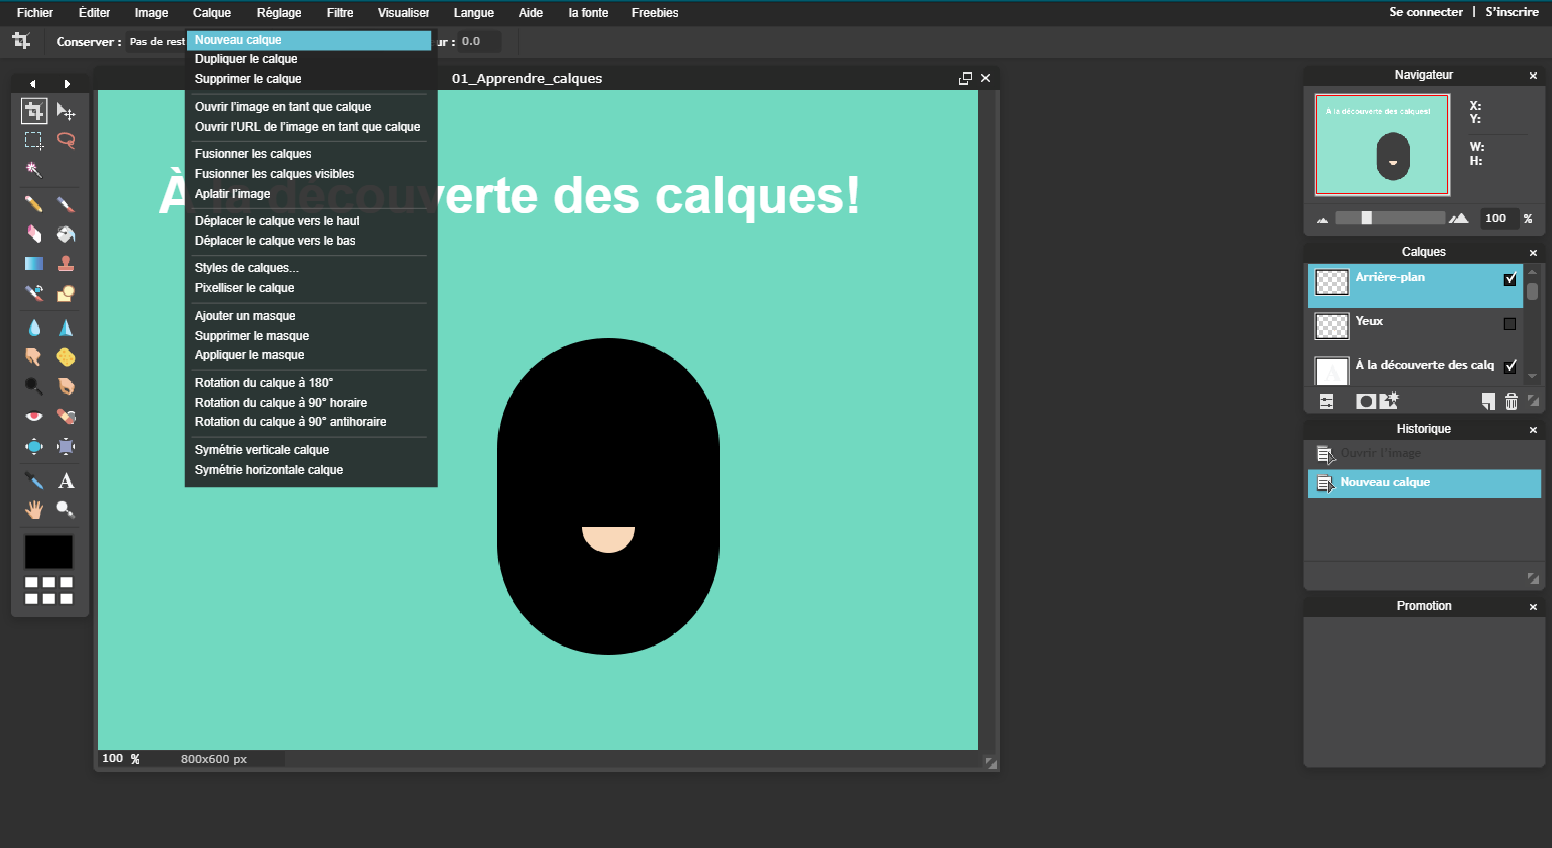 Fichier Éditer Image Calque Réglage Filtre Visualiser Langue Aide la fonte Freebies Se connecter | S'inscrire
Conserver : Pas de rest ur : 0.0
Nouveau calque
Dupliquer le calque
Supprimer le calque
Ouvrir l'image en tant que calque
Ouvrir l'URL de l'image en tant que calque
Fusionner les calques
Fusionner les calques visibles
Aplatir l'image
Déplacer le calque vers le haut
Déplacer le calque vers le bas
Styles de calques...
Pixelliser le calque
Ajouter un masque
Supprimer le masque
Appliquer le masque
Rotation du calque à 180°
Rotation du calque à 90° horaire
Rotation du calque à 90° antihoraire
Symétrie verticale calque
Symétrie horizontale calque
01_Apprendre_calques
À la découverte des calques!
100 % 800x600 px
A
Navigateur
À la découverte des calques!
X:
Y:
W:
H:
100 %
Calques
Arrière-plan
Yeux
À la découverte des calq
Historique
Ouvrir l'image
Nouveau calque
Promotion